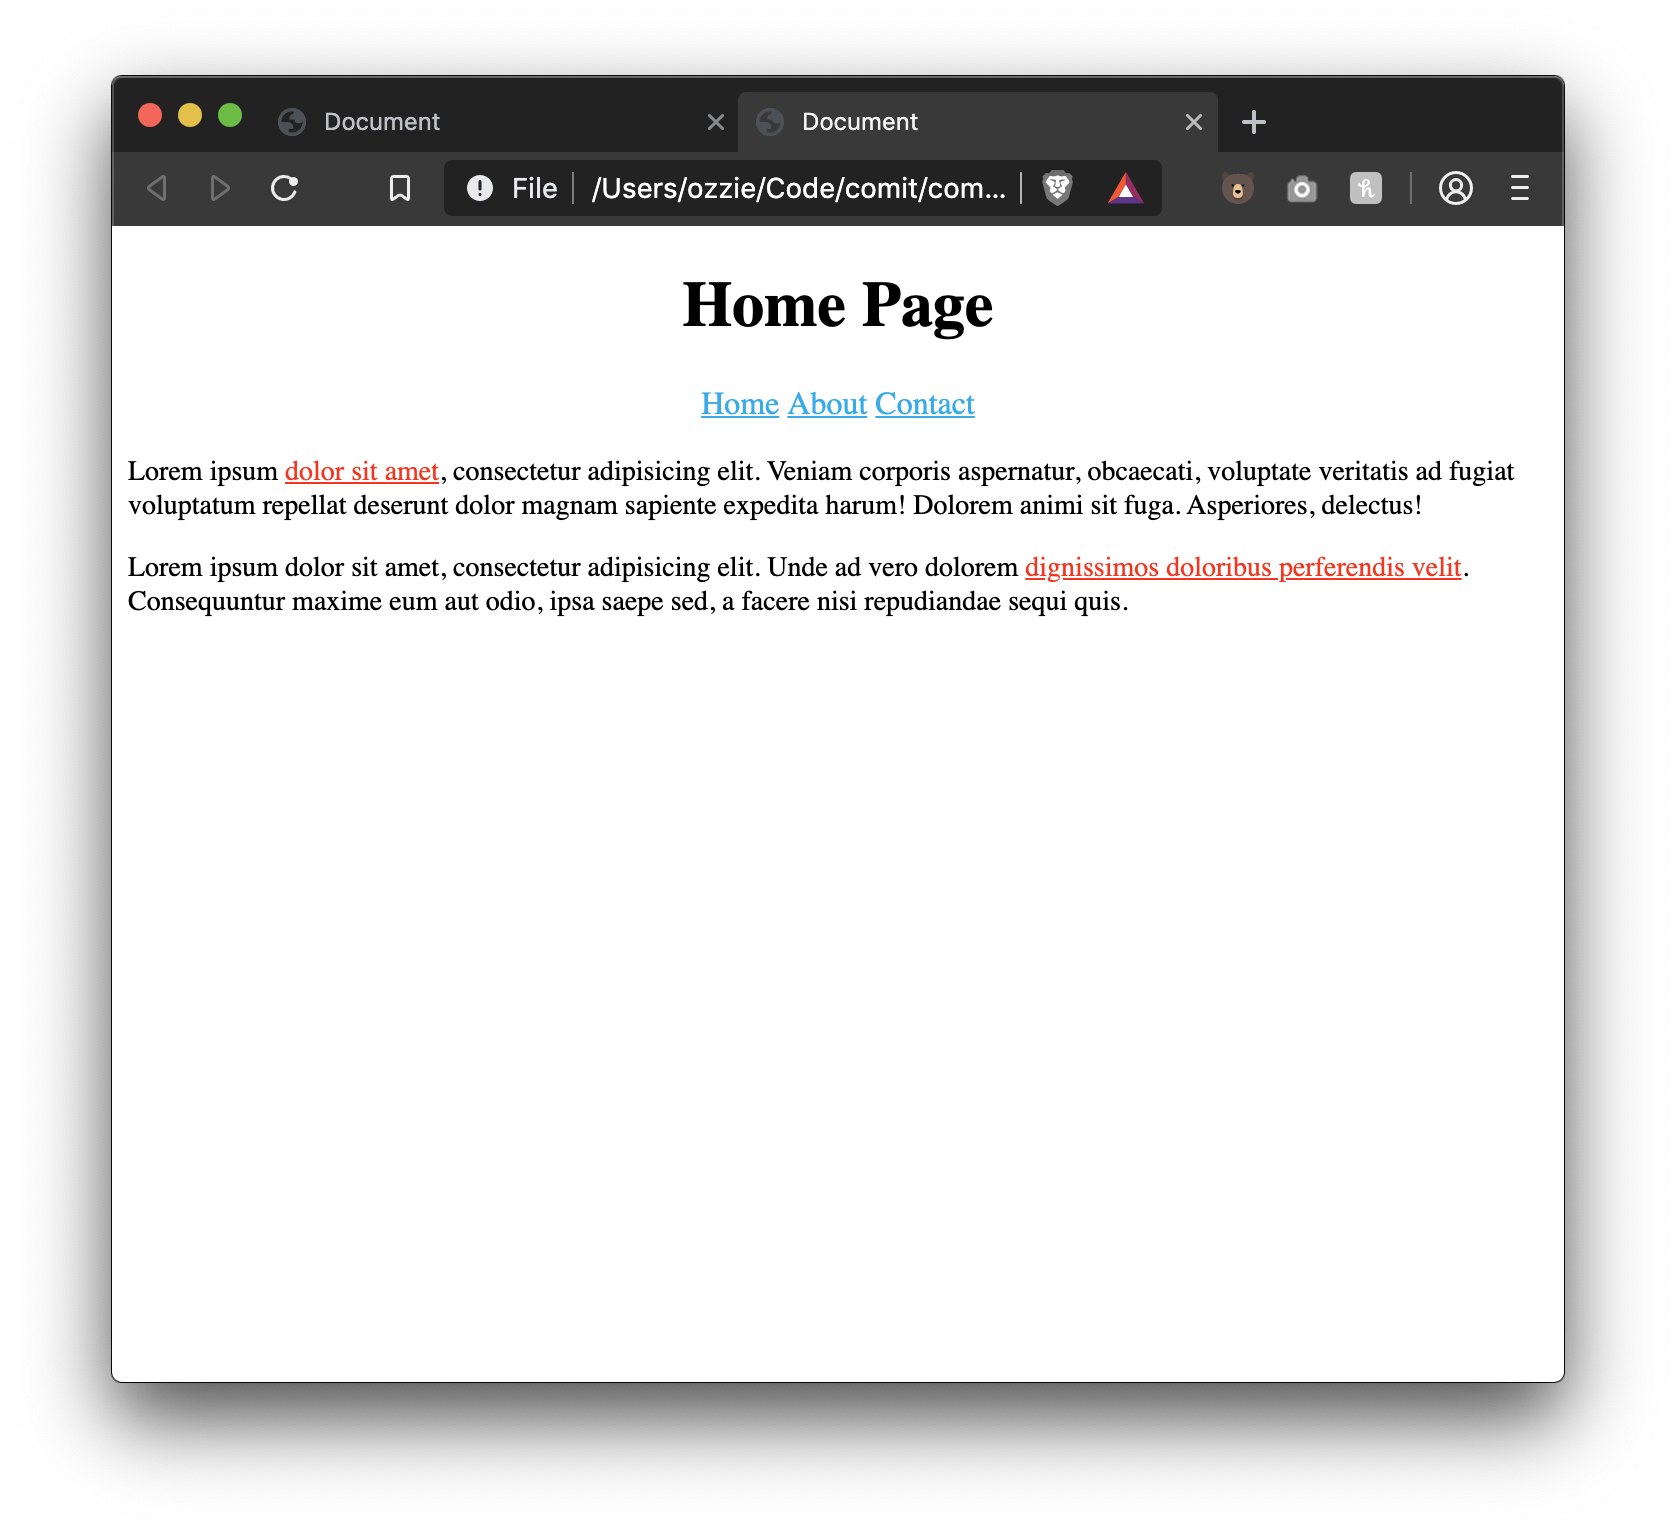 Document
Document
File
/Users/ozzie/Code/comit/com...
Home Page
Home About Contact
Lorem ipsum dolor sit amet, consectetur adipisicing elit. Veniam corporis aspernatur, obcaecati, voluptate veritatis ad fugiat
voluptatum repellat deserunt dolor magnam sapiente expedita harum! Dolorem animi sit fuga. Asperiores, delectus!
Lorem ipsum dolor sit amet, consectetur adipisicing elit. Unde ad vero dolorem dignissimos doloribus perferendis velit.
Consequuntur maxime eum aut odio, ipsa saepe sed, a facere nisi repudiandae sequi quis.